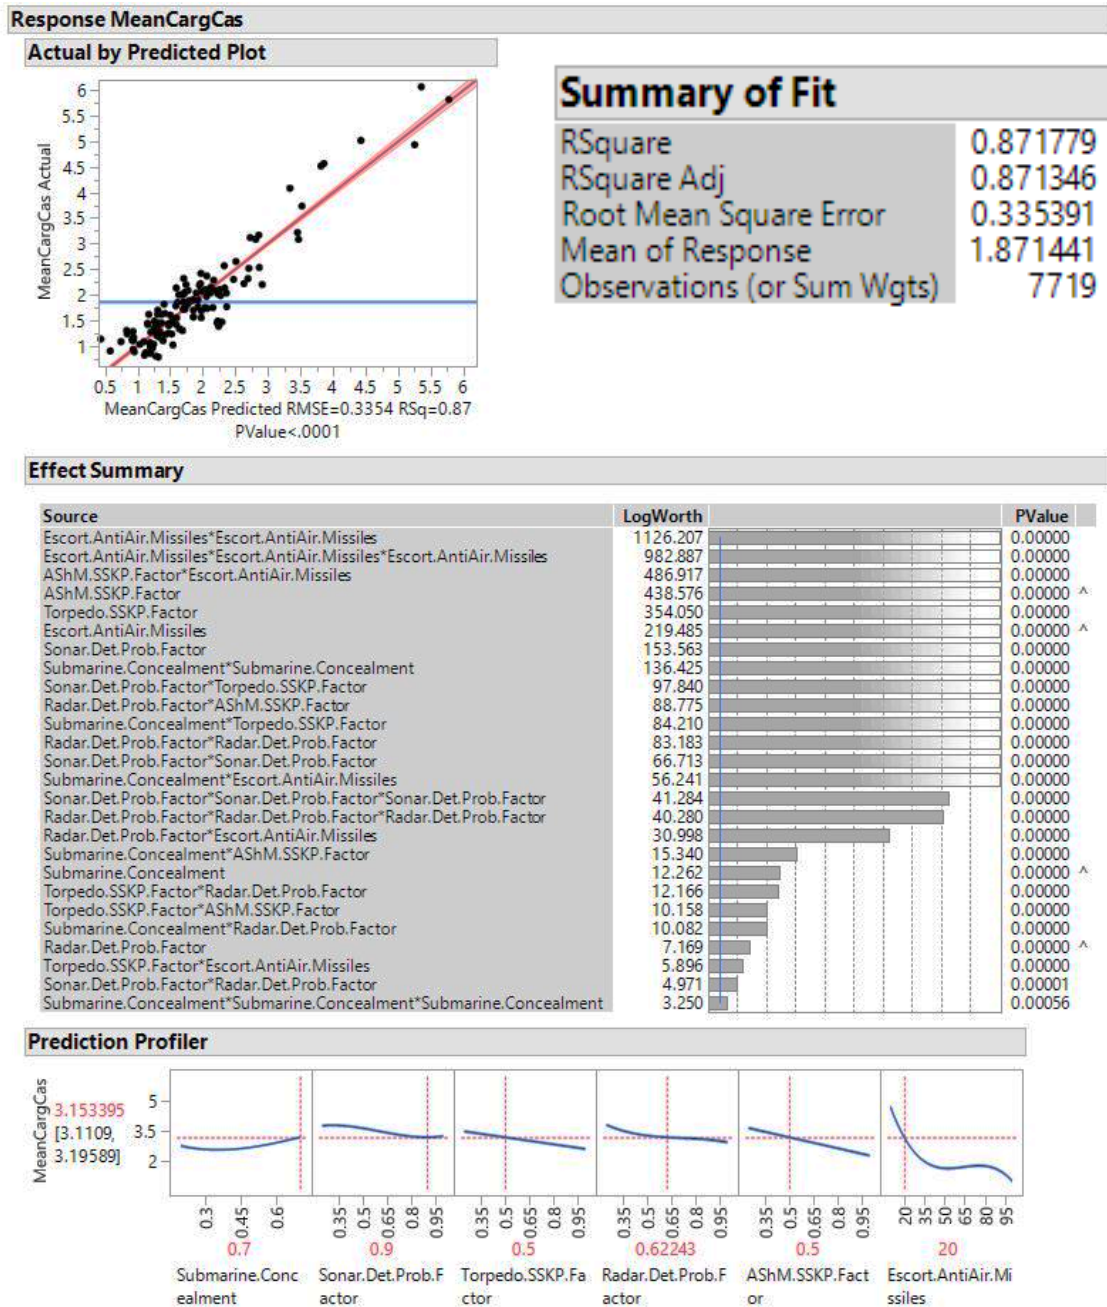 Response MeanCargCas
Actual by Predicted Plot
MeanCargCas Actual
6
5.5
5
4.5
4
3.5
3
2.5
2
1.5
1
0.5 1 1.5 2 2.5 3 3.5 4 4.5 5 5.5 6
MeanCargCas Predicted RMSE=0.3354 RSq=0.87
PValue<.0001
Summary of Fit
RSquare 0.871779
RSquare Adj 0.871346
Root Mean Square Error 0.335391
Mean of Response 1.871441
Observations (or Sum Wgts) 7719
Effect Summary
Source LogWorth PValue
Escort.AntiAir.Missiles*Escort.AntiAir.Missiles 1126.207 0.00000
Escort.AntiAir.Missiles*Escort.AntiAir.Missiles*Escort.AntiAir.Missiles 982.887 0.00000
AShM.SSKP.Factor*Escort.AntiAir.Missiles 486.917 0.00000
AShM.SSKP.Factor 438.576 0.00000 ^
Torpedo.SSKP.Factor 354.050 0.00000
Escort.AntiAir.Missiles 219.485 0.00000 ^
Sonar.Det.Prob.Factor 153.563 0.00000
Submarine.Concealment*Submarine.Concealment 136.425 0.00000
Sonar.Det.Prob.Factor*Torpedo.SSKP.Factor 97.840 0.00000
Radar.Det.Prob.Factor*AShM.SSKP.Factor 88.775 0.00000
Submarine.Concealment*Torpedo.SSKP.Factor 84.210 0.00000
Radar.Det.Prob.Factor*Radar.Det.Prob.Factor 83.183 0.00000
Sonar.Det.Prob.Factor*Sonar.Det.Prob.Factor 66.713 0.00000
Submarine.Concealment*Escort.AntiAir.Missiles 56.241 0.00000
Sonar.Det.Prob.Factor*Sonar.Det.Prob.Factor*Sonar.Det.Prob.Factor 41.284 0.00000
Radar.Det.Prob.Factor*Radar.Det.Prob.Factor*Radar.Det.Prob.Factor 40.280 0.00000
Radar.Det.Prob.Factor*Escort.AntiAir.Missiles 30.998 0.00000
Submarine.Concealment*AShM.SSKP.Factor 15.340 0.00000
Submarine.Concealment 12.262 0.00000 ^
Torpedo.SSKP.Factor*Radar.Det.Prob.Factor 12.166 0.00000
Torpedo.SSKP.Factor*AShM.SSKP.Factor 10.158 0.00000
Submarine.Concealment*Radar.Det.Prob.Factor 10.082 0.00000
Radar.Det.Prob.Factor 7.169 0.00000 ^
Torpedo.SSKP.Factor*Escort.AntiAir.Missiles 5.896 0.00000
Sonar.Det.Prob.Factor*Radar.Det.Prob.Factor 4.971 0.00001
Submarine.Concealment*Submarine.Concealment*Submarine.Concealment 3.250 0.00056
Prediction Profiler
MeanCargCas
3.153395
[3.1109,
3.19589]
5
3.5
2
0.3 0.45 0.6
0.35 0.5 0.65 0.8 0.95
0.35 0.5 0.65 0.8 0.95
0.35 0.5 0.65 0.8 0.95
0.35 0.5 0.65 0.8 0.95
20 35 50 65 80 95
0.7 0.9 0.5 0.62243 0.5 20
Submarine.Conc Sonar.Det.Prob.F Torpedo.SSKP.Fa Radar.Det.Prob.F AShM.SSKP.Fact Escort.AntiAir.Mi
ealment actor ctor actor or ssiles